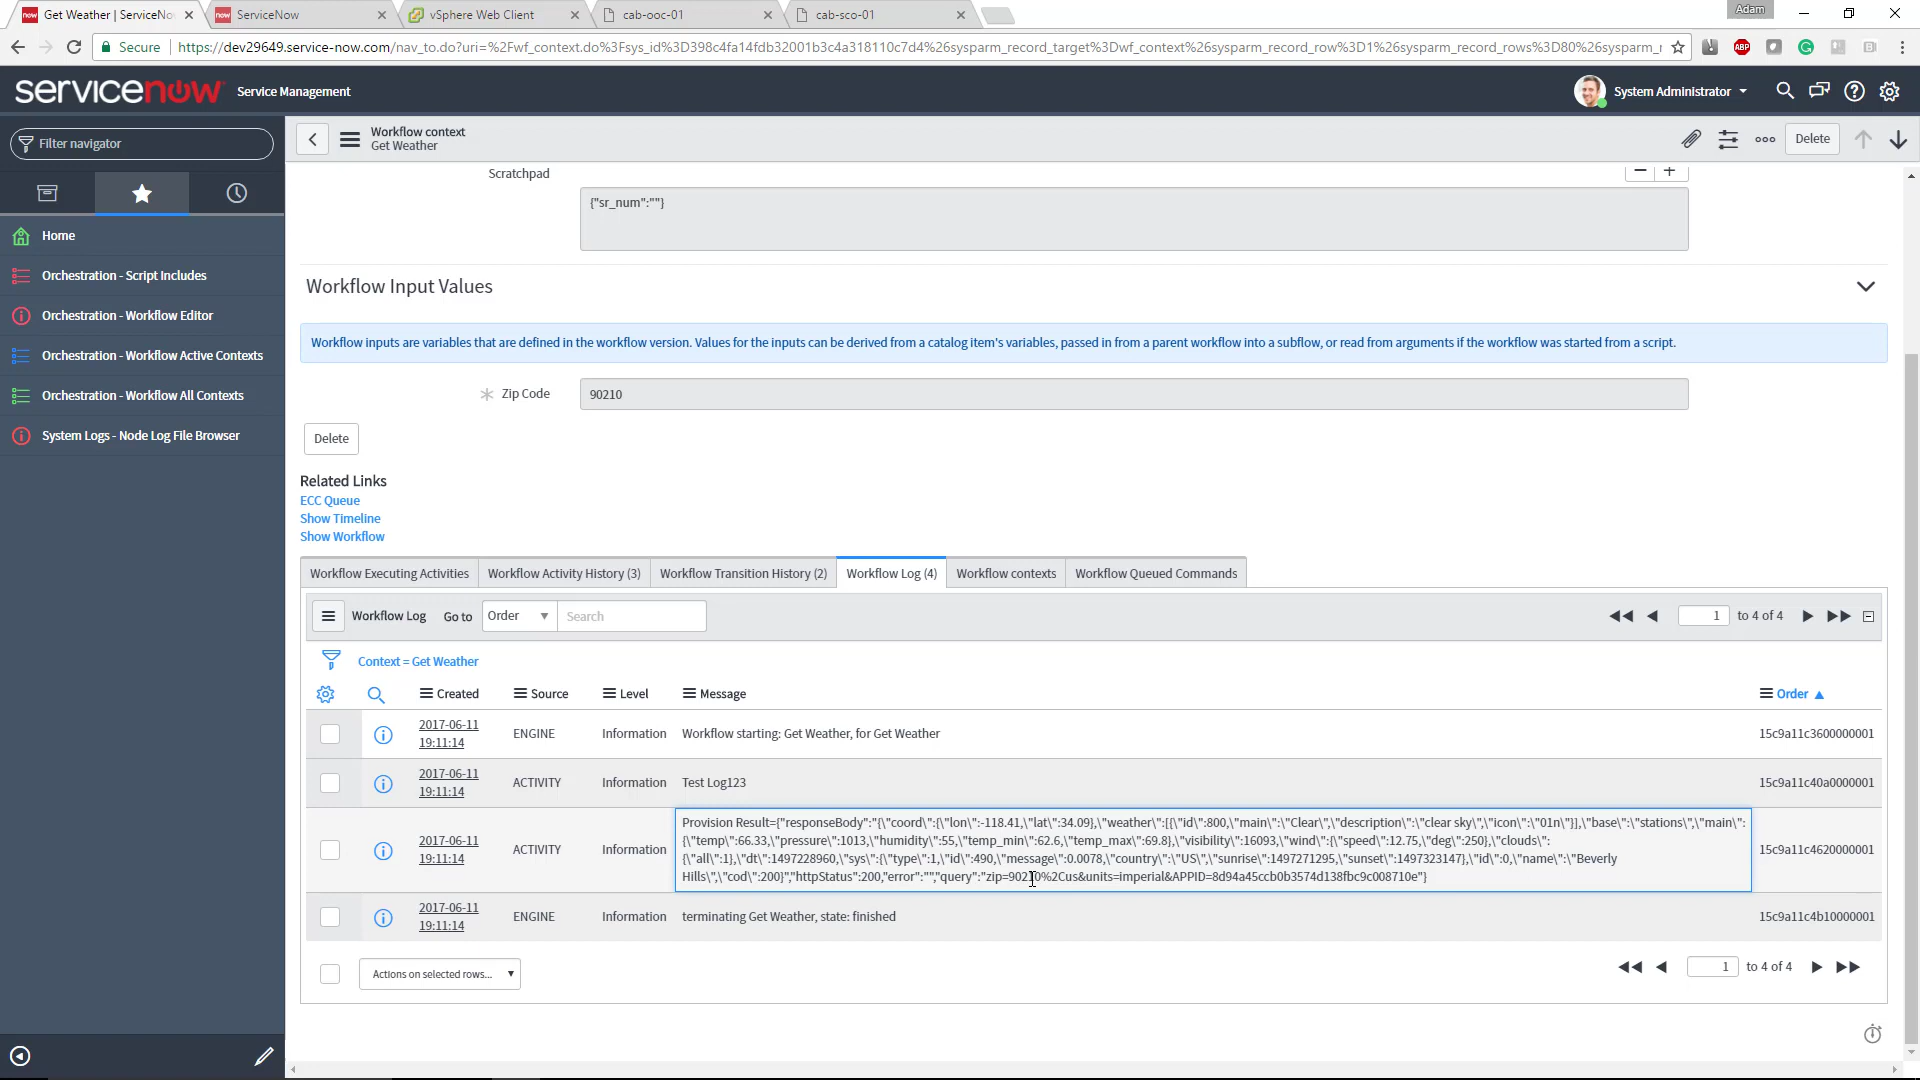 Get Weather | ServiceNo
ServiceNow
vSphere Web Client
cab-ooc-01
cab-sco-01
Adam
Secure
https://dev29649.service-now.com/nav_to.do?uri=%2Fwf_context.do%3Fsys_id%3D398c4fa14fdb32001b3c4a318110c7d4%26sysparm_record_target%3Dwf_context%26sysparm_record_row%3D1%26sysparm_record_rows%3D80%26sysparm_r
ABP
servicenow
Service Management
System Administrator
Filter navigator
Workflow context
Get Weather
Delete
Home
Orchestration - Script Includes
Orchestration - Workflow Editor
Orchestration - Workflow Active Contexts
Orchestration - Workflow All Contexts
System Logs - Node Log File Browser
Scratchpad
{"sr_num":""}
Workflow Input Values
Workflow inputs are variables that are defined in the workflow version. Values for the inputs can be derived from a catalog item's variables, passed in from a parent workflow into a subflow, or read from arguments if the workflow was started from a script.
Zip Code
90210
Delete
Related Links
ECC Queue
Show Timeline
Show Workflow
Workflow Executing Activities
Workflow Activity History (3)
Workflow Transition History (2)
Workflow Log (4)
Workflow contexts
Workflow Queued Commands
Workflow Log
Go to
Order
Search
1 to 4 of 4
Context = Get Weather
Created
Source
Level
Message
Order
2017-06-11
19:11:14
ENGINE
Information
Workflow starting: Get Weather, for Get Weather
15c9a11c3600000001
2017-06-11
19:11:14
ACTIVITY
Information
Test Log123
15c9a11c40a0000001
2017-06-11
19:11:14
ACTIVITY
Information
Provision Result={"responseBody":"{\"coord\":{\"lon\":-118.41,\"lat\":34.09},\"weather\":[{\"id\":800,\"main\":\"Clear\",\"description\":\"clear sky\",\"icon\":\"01n\"}],\"base\":\"stations\",\"main\":
{\"temp\":66.33,\"pressure\":1013,\"humidity\":55,\"temp_min\":62.6,\"temp_max\":69.8},\"visibility\":16093,\"wind\":{\"speed\":12.75,\"deg\":250},\"clouds\":
{\"all\":1},\"dt\":1497228960,\"sys\":{\"type\":1,\"id\":490,\"message\":0.0078,\"country\":\"US\",\"sunrise\":1497271295,\"sunset\":1497323147},\"id\":0,\"name\":\"Beverly
Hills\",\"cod\":200}","httpStatus":200,"error":"","query":"zip=90210%2Cus&units=imperial&APPID=8d94a45ccb0b3574d138fbc9c008710e"}
15c9a11c4620000001
2017-06-11
19:11:14
ENGINE
Information
terminating Get Weather, state: finished
15c9a11c4b10000001
Actions on selected rows...
1 to 4 of 4